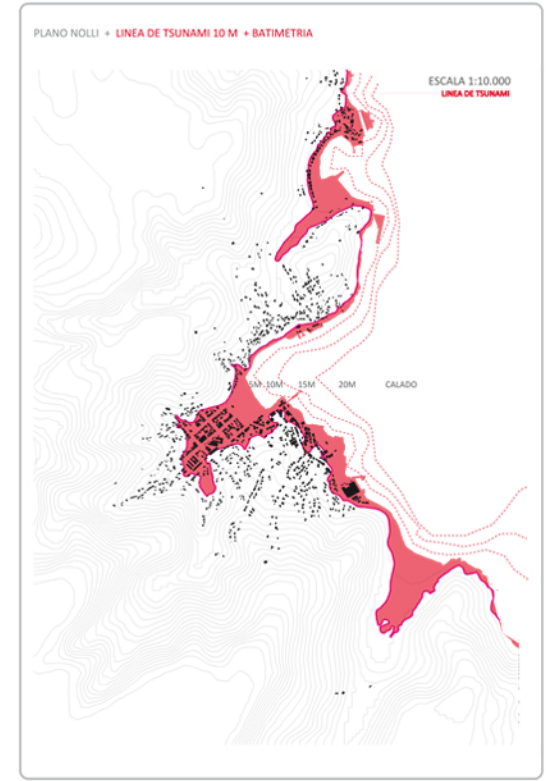 PLANO NOLLI + LINEA DE TSUNAMI 10 M + BATIMETRIA
ESCALA 1:10.000
LINEA DE TSUNAMI
5M 10M 15M 20M CALADO